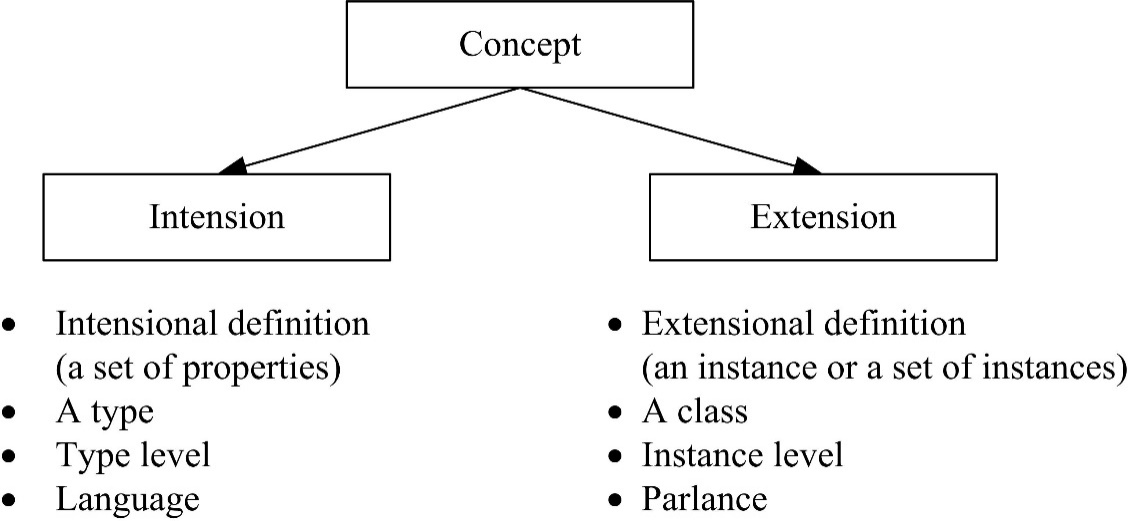 Concept
Intension
Extension
• Intensional definition
(a set of properties)
• A type
• Type level
• Language
• Extensional definition
(an instance or a set of instances)
• A class
• Instance level
• Parlance